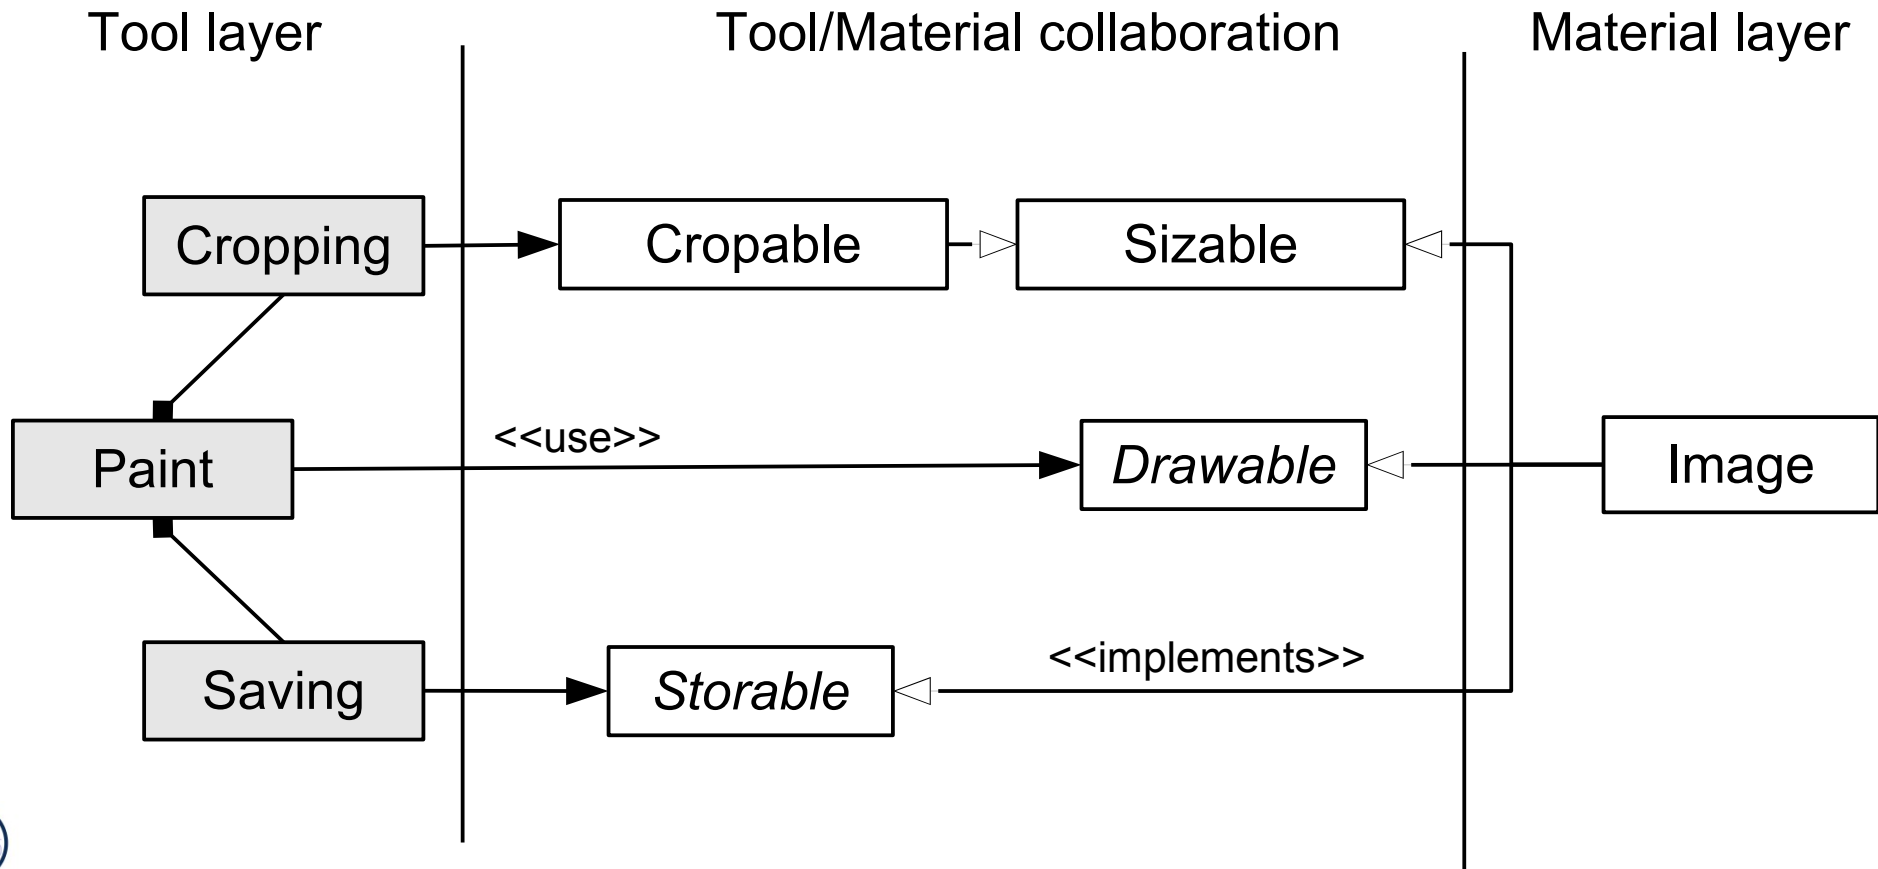 Tool layer
Tool/Material collaboration
Material layer
Cropping
Cropable
Sizable
Paint
<<use>>
Drawable
Image
Saving
Storable
<<implements>>